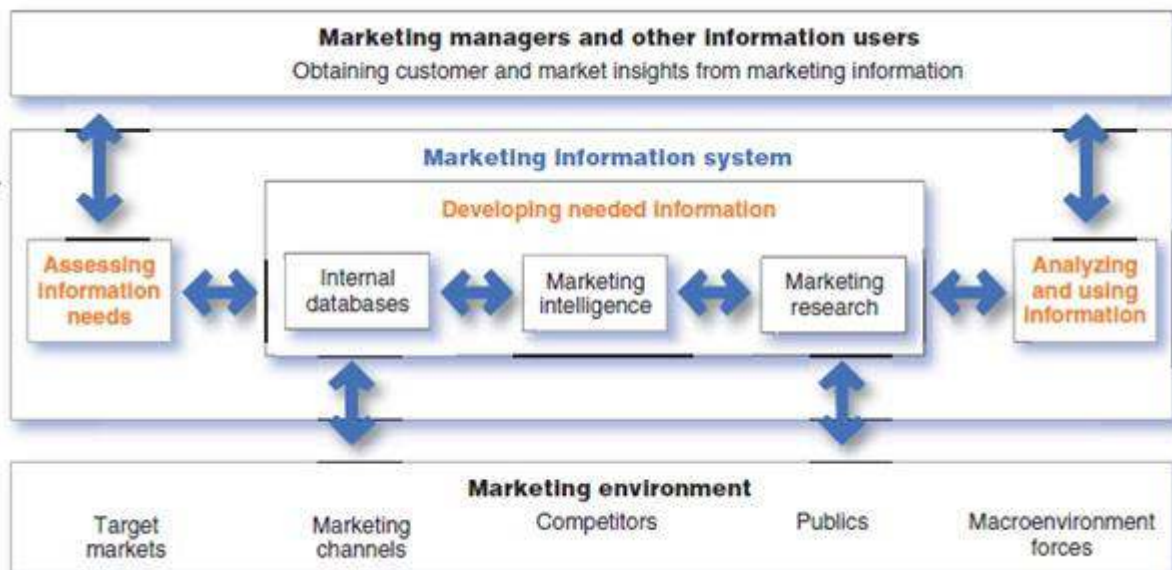 Marketing managers and other information users
Obtaining customer and market insights from marketing information
Marketing information system
Developing needed information
Assessing
information
needs
Internal
databases
Marketing
intelligence
Marketing
research
Analyzing
and using
information
Marketing environment
Target
markets
Marketing
channels
Competitors
Publics
Macroenvironment
forces